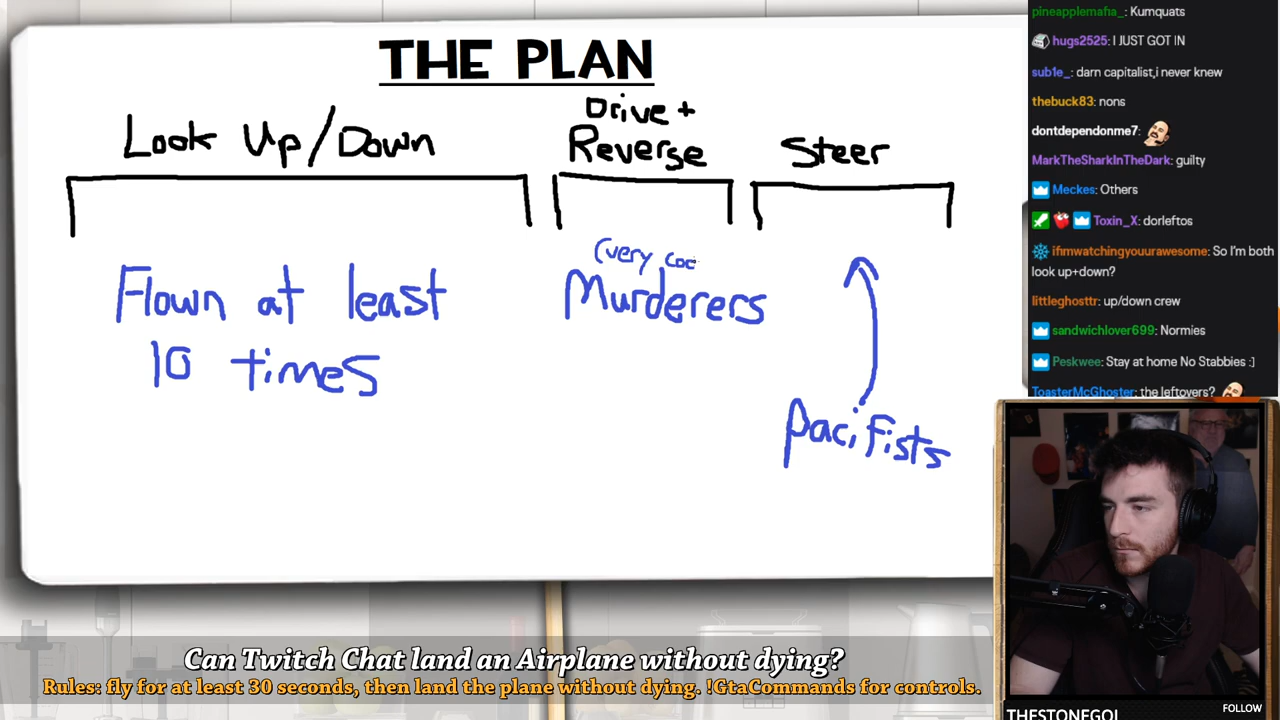 THE PLAN
Look Up/Down
Drive +
Reverse
Steer
Flown at least
10 times
(very coo
Murderers
pacifists
pineapplemafia_: Kumquats
hugs2525: I JUST GOT IN
sub1e_: darn capitalist,i never knew
thebuck83: nons
dontdependonme7:
MarkTheSharkInTheDark: guilty
Meckes: Others
Toxin_X: dorleftos
ifimwatchingyouurawesome: So I'm both
look up+down?
littleghosttr: up/down crew
sandwichlover699: Normies
Peskwee: Stay at home No Stabbies :]
ToasterMcGhoster: the leftovers?
Can Twitch Chat land an Airplane without dying?
Rules: fly for at least 30 seconds, then land the plane without dying. !GtaCommands for controls.
FOLLOW